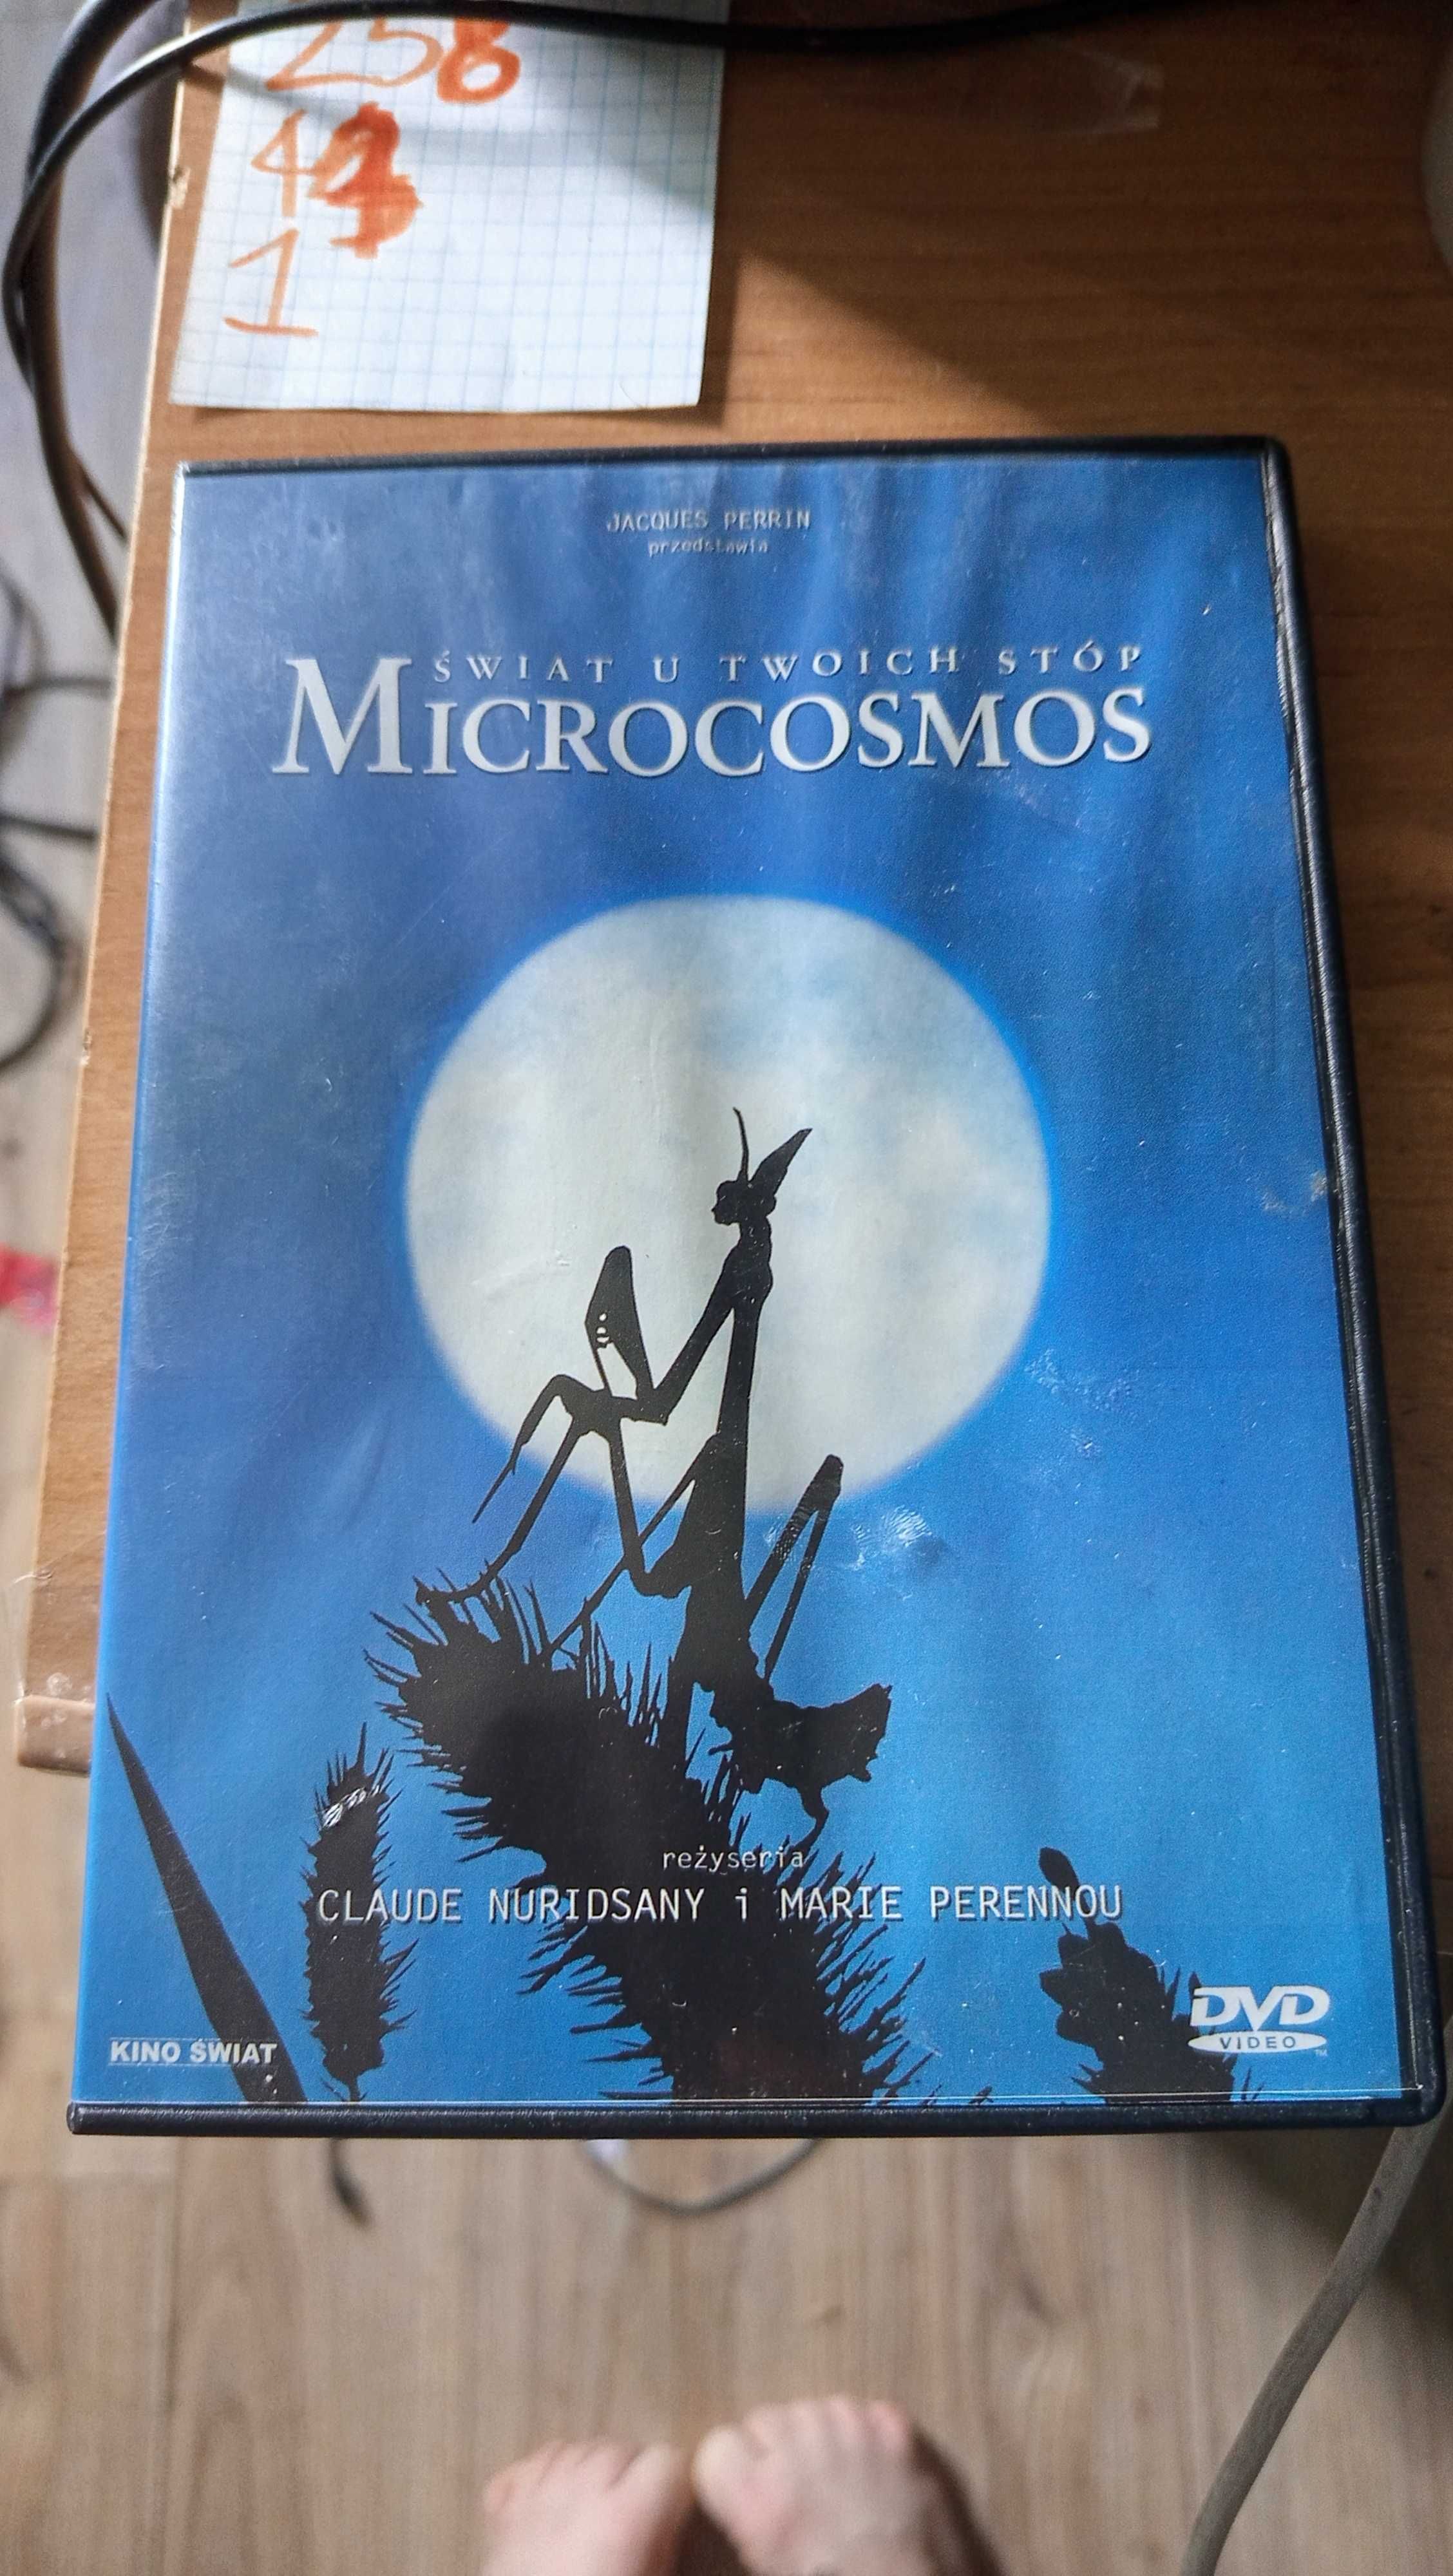 258
4
1
JACQUES PERRIN
przedstawia
ŚWIAT U TWOICH STÓP
MICROCOSMOS
reżyseria
CLAUDE NURIDSANY i MARIE PERENNOU
KINO ŚWIAT
DVD
VIDEO
TM